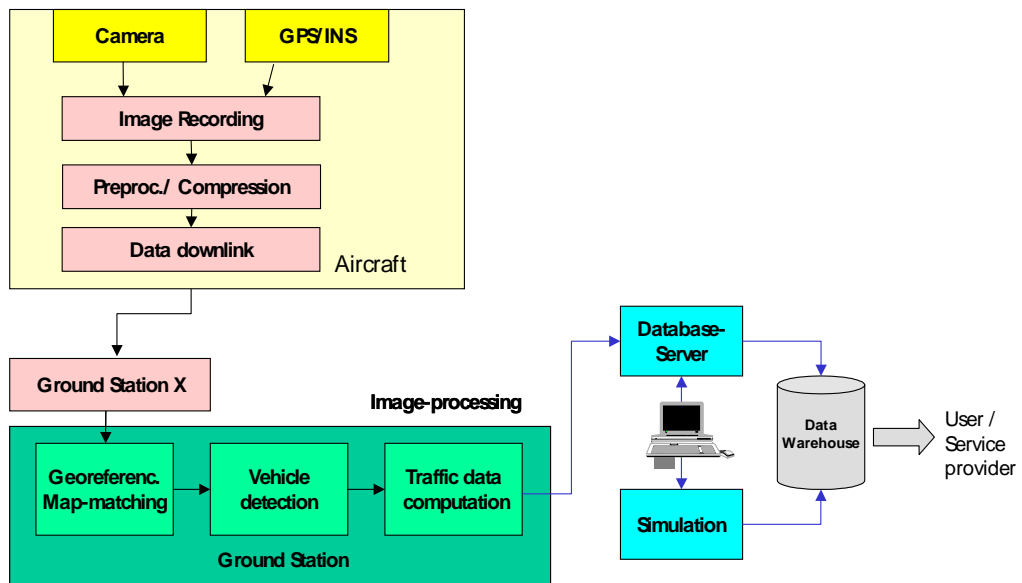 Camera
GPS/INS
Image Recording
Preproc./ Compression
Data downlink
Aircraft
Ground Station X
Image-processing
Georeferenc.
Map-matching
Vehicle
detection
Traffic data
computation
Ground Station
Database-
Server
Simulation
Data
Warehouse
User /
Service
provider